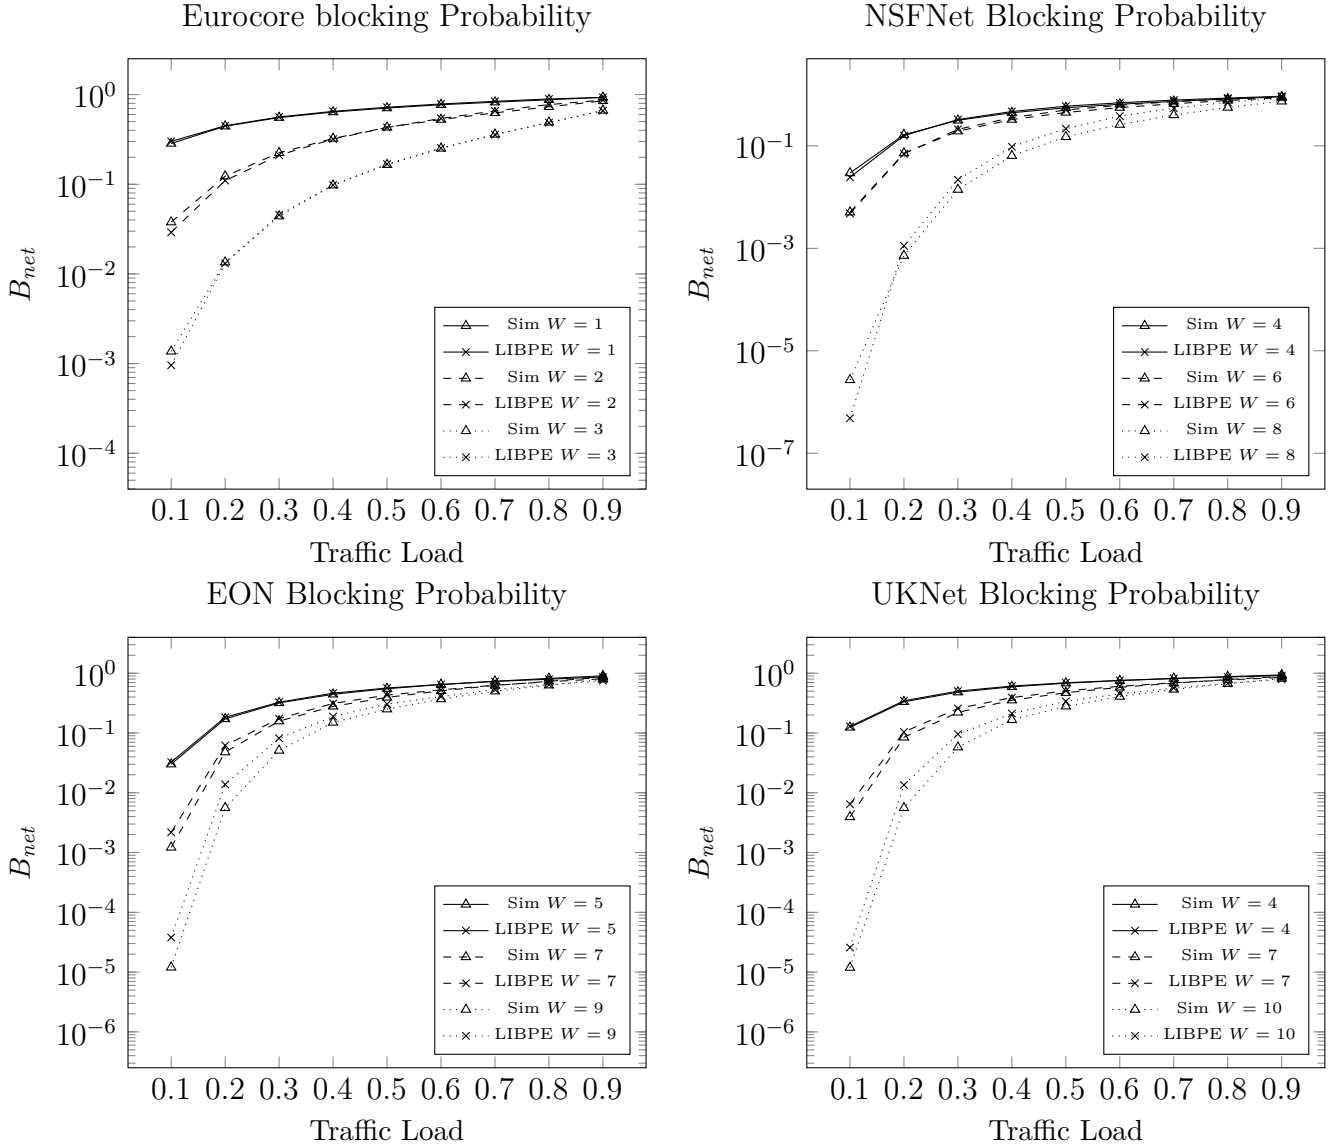 Eurocore blocking Probability
10^0
10^{-1}
10^{-2}
10^{-3}
10^{-4}
B_{net}
Sim W = 1
LIBPE W = 1
Sim W = 2
LIBPE W = 2
Sim W = 3
LIBPE W = 3
0.1 0.2 0.3 0.4 0.5 0.6 0.7 0.8 0.9
Traffic Load
NSFNet Blocking Probability
10^{-1}
10^{-3}
10^{-5}
10^{-7}
B_{net}
Sim W = 4
LIBPE W = 4
Sim W = 6
LIBPE W = 6
Sim W = 8
LIBPE W = 8
0.1 0.2 0.3 0.4 0.5 0.6 0.7 0.8 0.9
Traffic Load
EON Blocking Probability
10^0
10^{-1}
10^{-2}
10^{-3}
10^{-4}
10^{-5}
10^{-6}
B_{net}
Sim W = 5
LIBPE W = 5
Sim W = 7
LIBPE W = 7
Sim W = 9
LIBPE W = 9
0.1 0.2 0.3 0.4 0.5 0.6 0.7 0.8 0.9
Traffic Load
UKNet Blocking Probability
10^0
10^{-1}
10^{-2}
10^{-3}
10^{-4}
10^{-5}
10^{-6}
B_{net}
Sim W = 4
LIBPE W = 4
Sim W = 7
LIBPE W = 7
Sim W = 10
LIBPE W = 10
0.1 0.2 0.3 0.4 0.5 0.6 0.7 0.8 0.9
Traffic Load